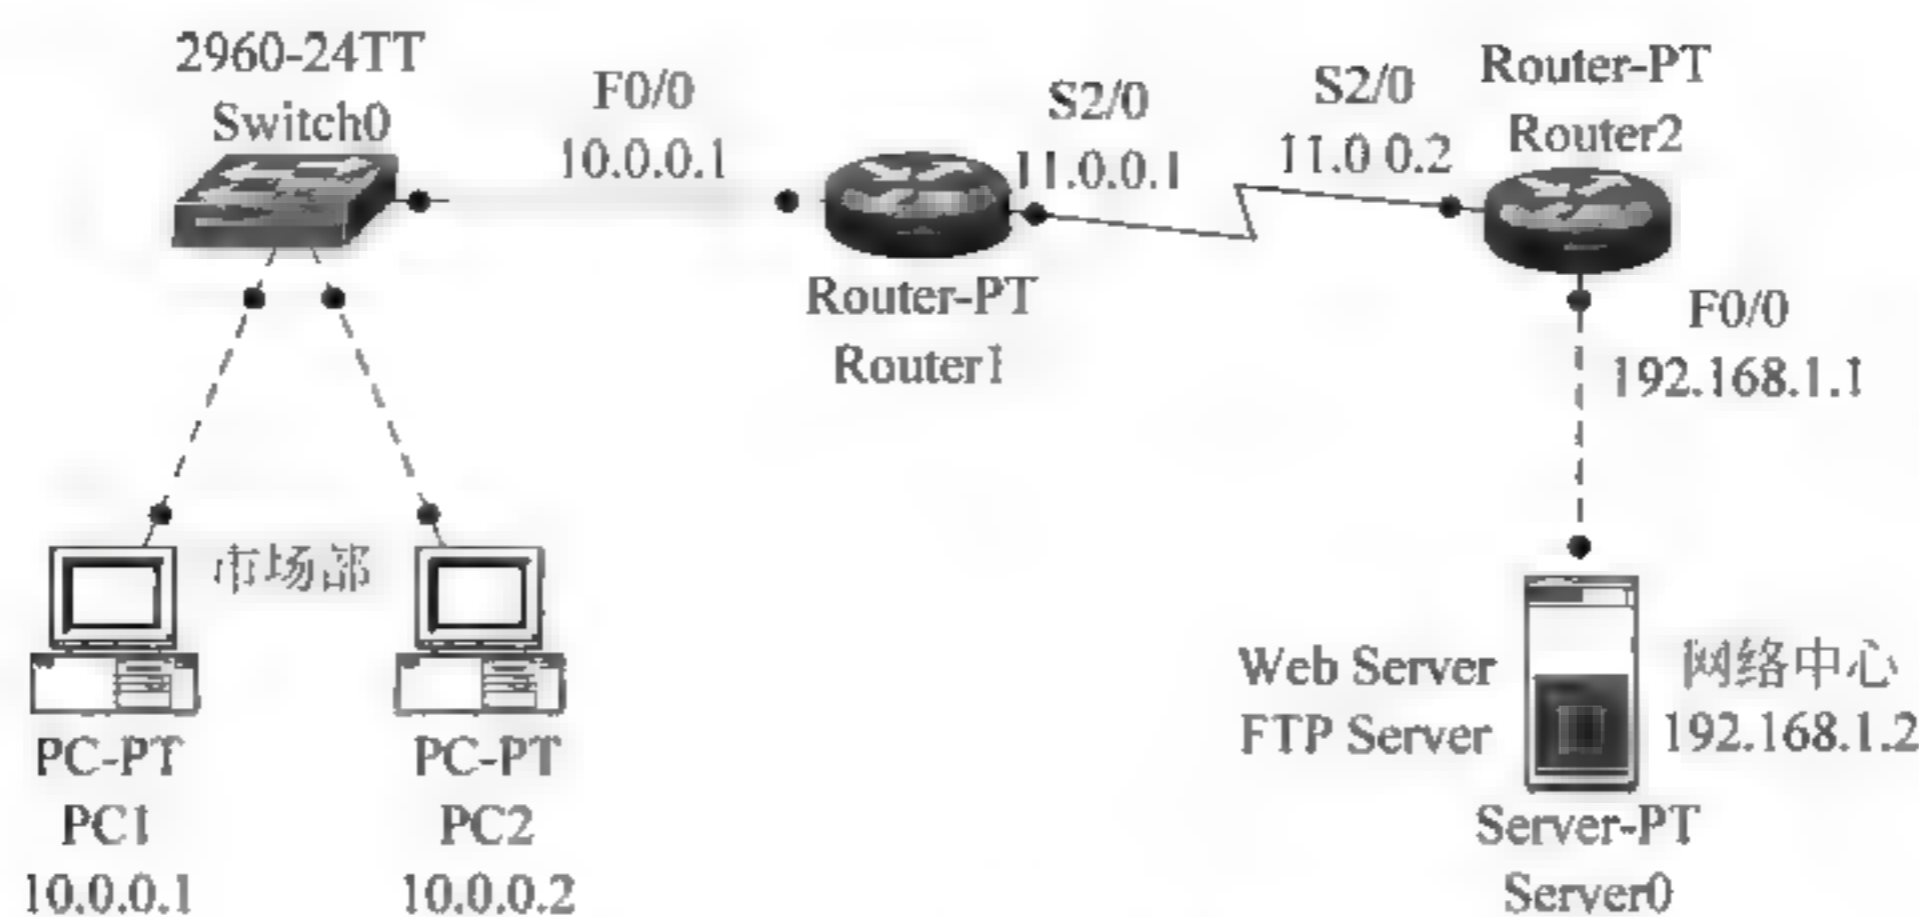 2960-24TT
Switch0
F0/0
10.0.0.1
S2/0
11.0.0.1
S2/0
11.0 0.2
Router-PT
Router2
Router-PT
Router1
F0/0
192.168.1.1
市场部
PC-PT
PC1
10.0.0.1
PC-PT
PC2
10.0.0.2
Web Server
FTP Server
网络中心
192.168.1.2
Server-PT
Server0